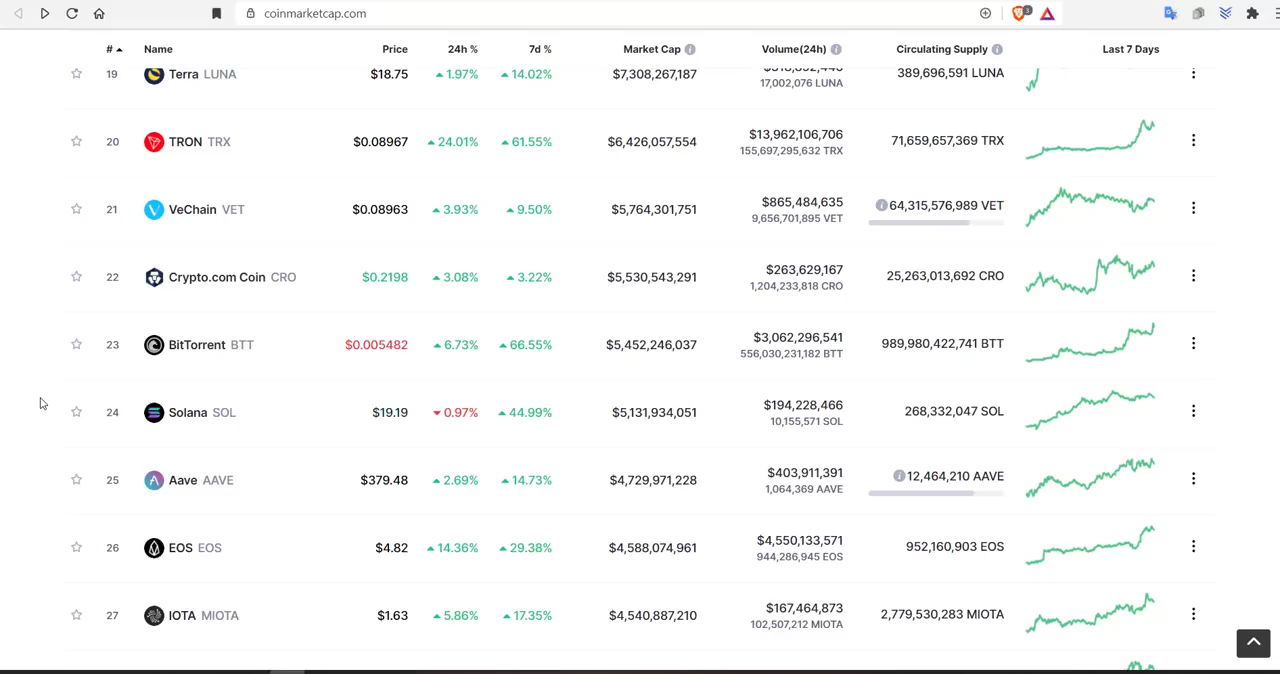 coinmarketcap.com
3
# Name Price 24h % 7d % Market Cap Volume(24h) Circulating Supply Last 7 Days
19 Terra LUNA $18.75 1.97% 14.02% $7,308,267,187 389,696,591 LUNA
17,002,076 LUNA
20 TRON TRX $0.08967 24.01% 61.55% $6,426,057,554 $13,962,106,706 71,659,657,369 TRX
155,697,295,632 TRX
21 VeChain VET $0.08963 3.93% 9.50% $5,764,301,751 $865,484,635 64,315,576,989 VET
9,656,701,895 VET
22 Crypto.com Coin CRO $0.2198 3.08% 3.22% $5,530,543,291 $263,629,167 25,263,013,692 CRO
1,204,233,818 CRO
23 BitTorrent BTT $0.005482 6.73% 66.55% $5,452,246,037 $3,062,296,541 989,980,422,741 BTT
556,030,231,182 BTT
24 Solana SOL $19.19 0.97% 44.99% $5,131,934,051 $194,228,466 268,332,047 SOL
10,155,571 SOL
25 Aave AAVE $379.48 2.69% 14.73% $4,729,971,228 $403,911,391 12,464,210 AAVE
1,064,369 AAVE
26 EOS EOS $4.82 14.36% 29.38% $4,588,074,961 $4,550,133,571 952,160,903 EOS
944,286,945 EOS
27 IOTA MIOTA $1.63 5.86% 17.35% $4,540,887,210 $167,464,873 2,779,530,283 MIOTA
102,507,212 MIOTA